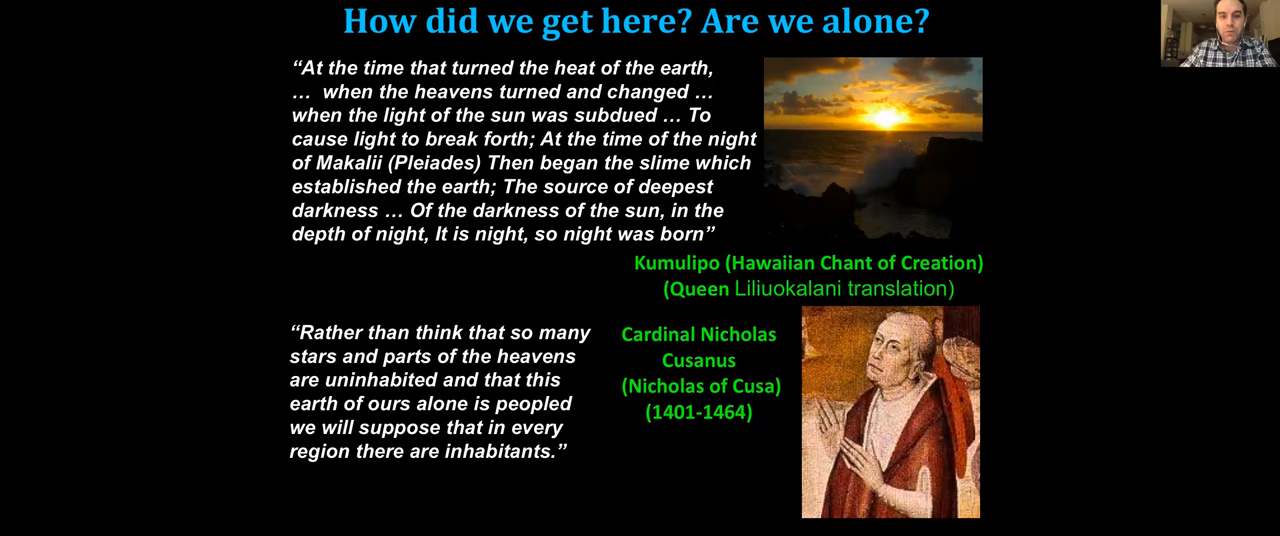 How did we get here? Are we alone?
“At the time that turned the heat of the earth,
… when the heavens turned and changed …
when the light of the sun was subdued … To
cause light to break forth; At the time of the night
of Makalii (Pleiades) Then began the slime which
established the earth; The source of deepest
darkness … Of the darkness of the sun, in the
depth of night, It is night, so night was born”
Kumulipo (Hawaiian Chant of Creation)
(Queen Liliuokalani translation)
“Rather than think that so many
stars and parts of the heavens
are uninhabited and that this
earth of ours alone is peopled
we will suppose that in every
region there are inhabitants.”
Cardinal Nicholas
Cusanus
(Nicholas of Cusa)
(1401-1464)